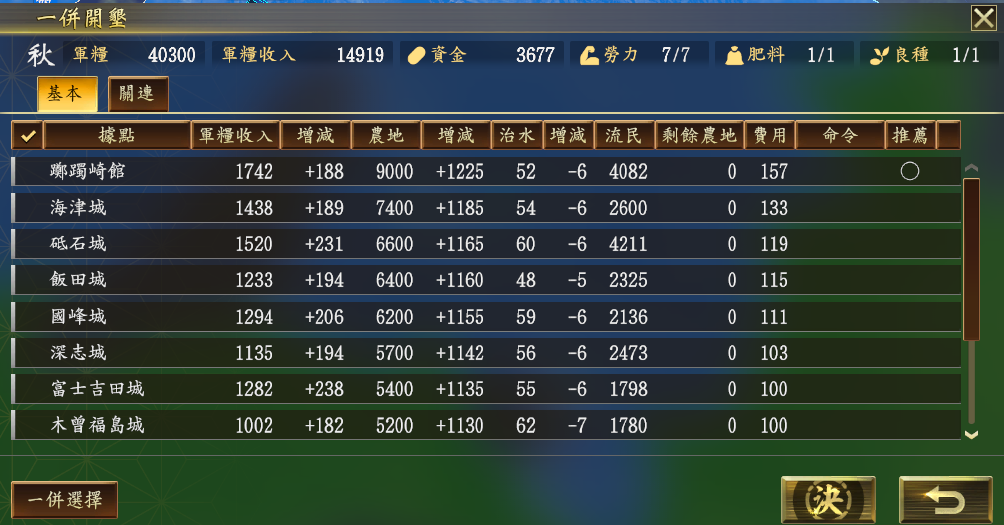 一併開墾
秋 軍糧 40300 軍糧收入 14919 資金 3677 勞力 7/7 肥料 1/1 良種 1/1
基本 關連
據點 軍糧收入 增減 農地 增減 治水 增減 流民 剩餘農地 費用 命令 推薦
躑躅崎館 1742 +188 9000 +1225 52 -6 4082 0 157 ○
海津城 1438 +189 7400 +1185 54 -6 2600 0 133
砥石城 1520 +231 6600 +1165 60 -6 4211 0 119
飯田城 1233 +194 6400 +1160 48 -5 2325 0 115
國峰城 1294 +206 6200 +1155 59 -6 2136 0 111
深志城 1135 +194 5700 +1142 56 -6 2473 0 103
富士吉田城 1282 +238 5400 +1135 55 -6 1798 0 100
木曾福島城 1002 +182 5200 +1130 62 -7 1780 0 100
一併選擇 決